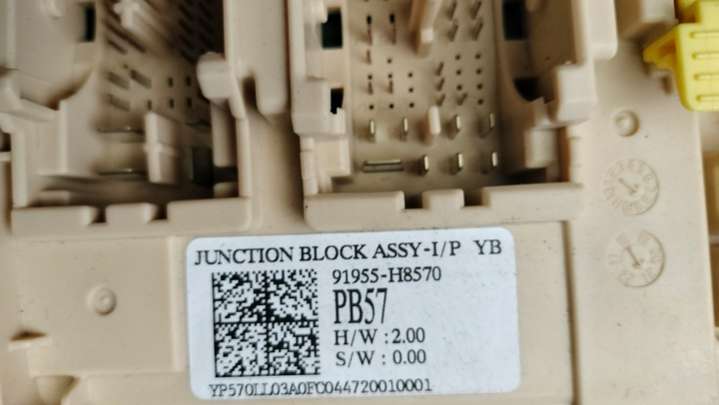 JUNCTION BLOCK ASSY-I/P YB
91955-H8570
PB57
H/W : 2.00
S/W : 0.00
YP570LL03A0FC044720010001